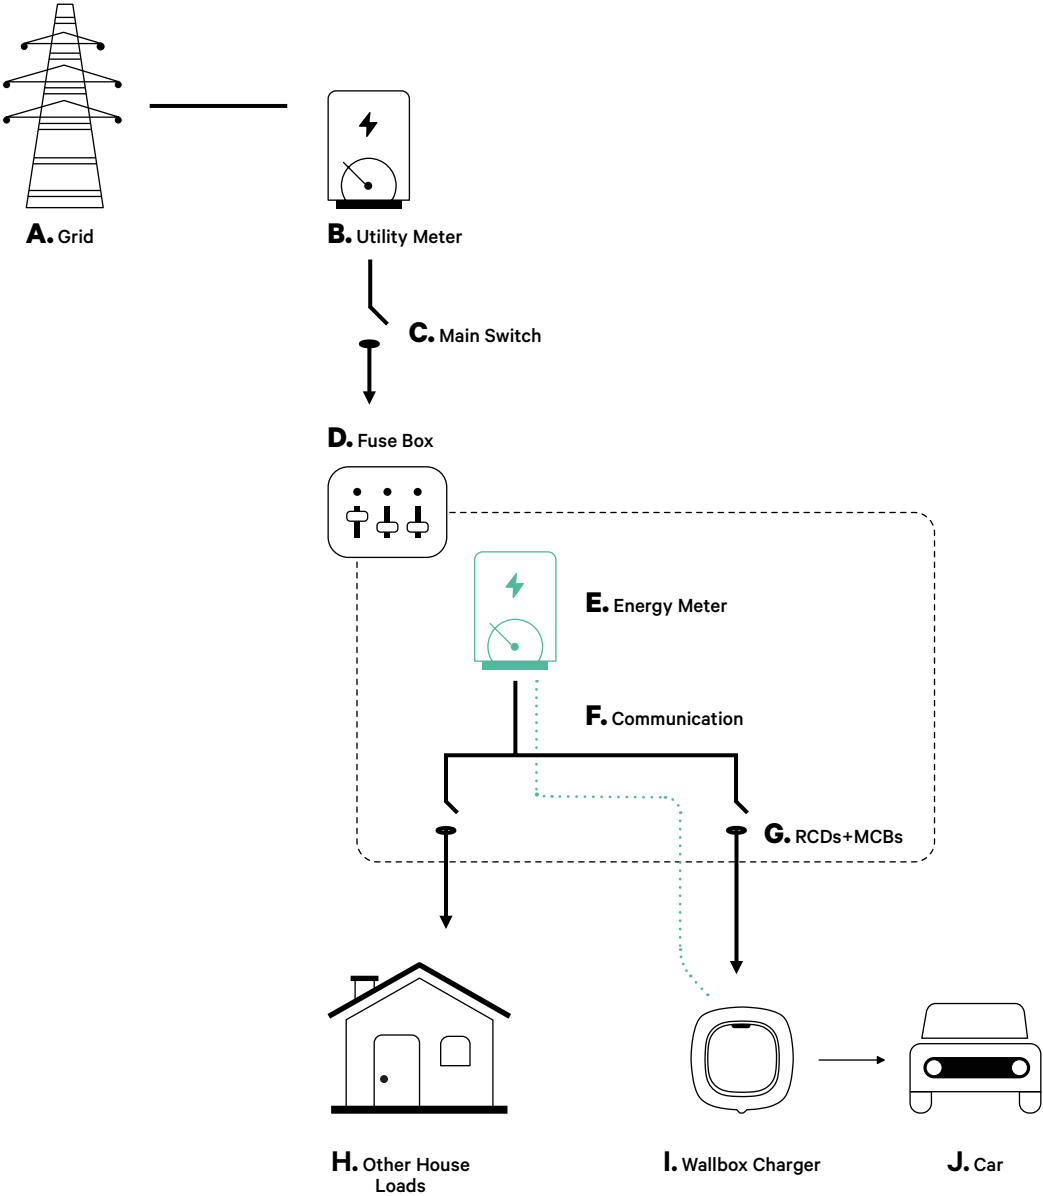 A. Grid
B. Utility Meter
C. Main Switch
D. Fuse Box
E. Energy Meter
F. Communication
G. RCDs+MCBs
H. Other House
Loads
I. Wallbox Charger
J. Car